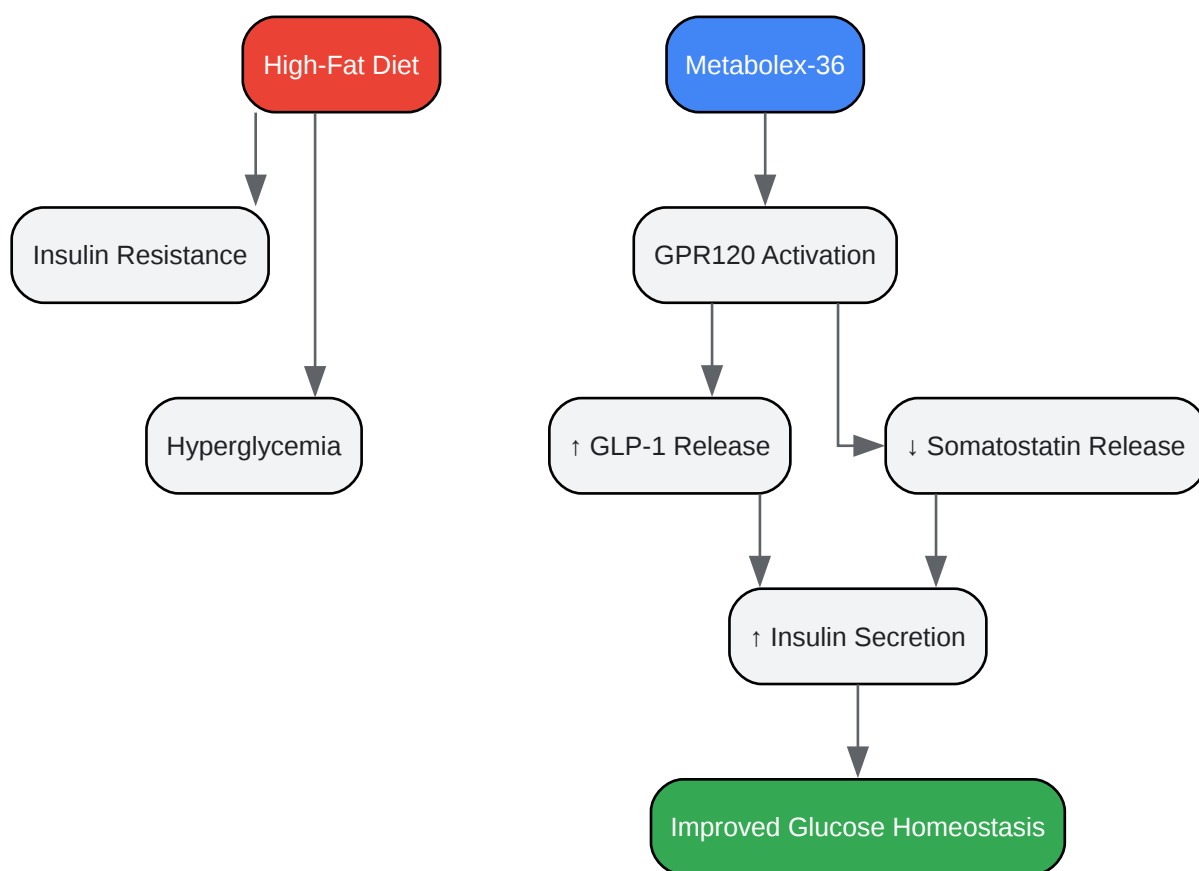 High-Fat Diet
Metabolex-36
Insulin Resistance
GPR120 Activation
Hyperglycemia
↑ GLP-1 Release
↓ Somatostatin Release
↑ Insulin Secretion
Improved Glucose Homeostasis